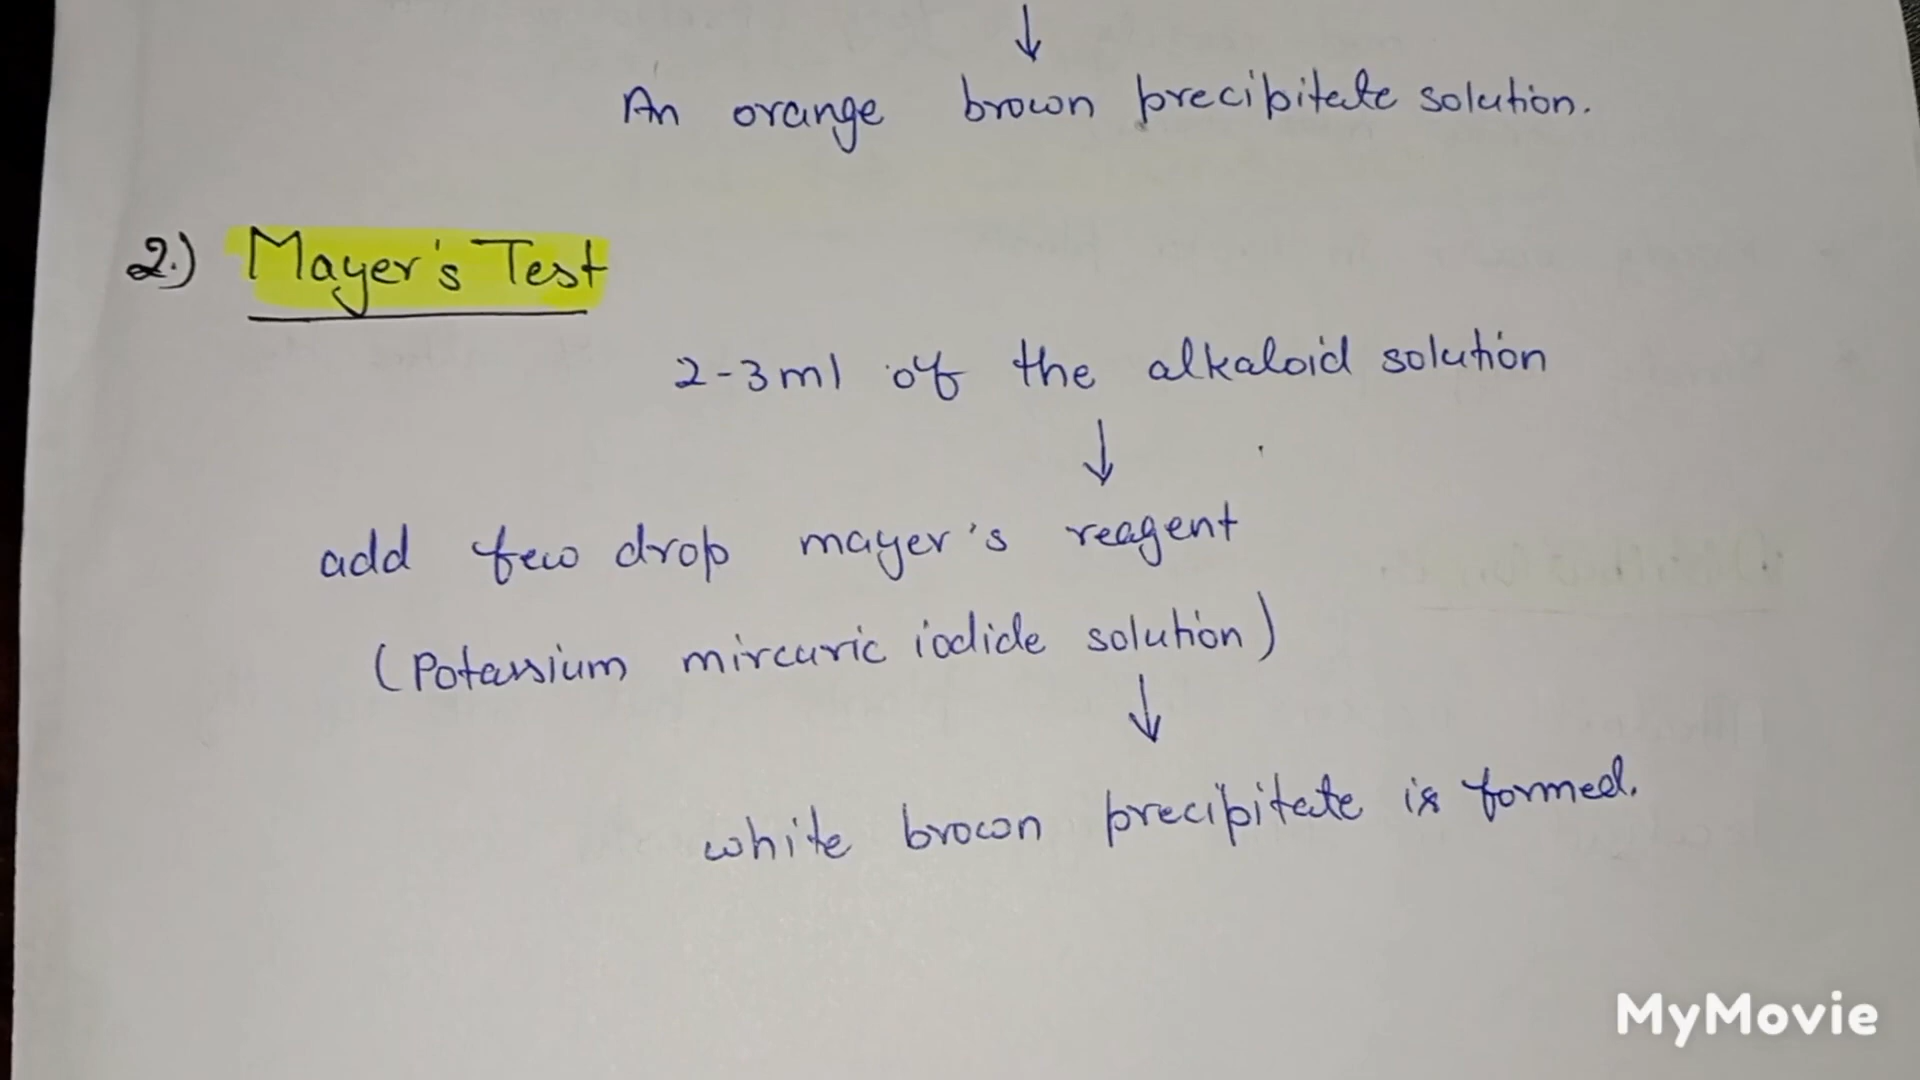 ↓
An orange brown precipitate solution.
2.) Mayer's Test
2-3ml of the alkaloid solution
↓
add few drop mayer's reagent
(Potassium mircuric iodide solution)
↓
white brown precipitate is formed.
MyMovie